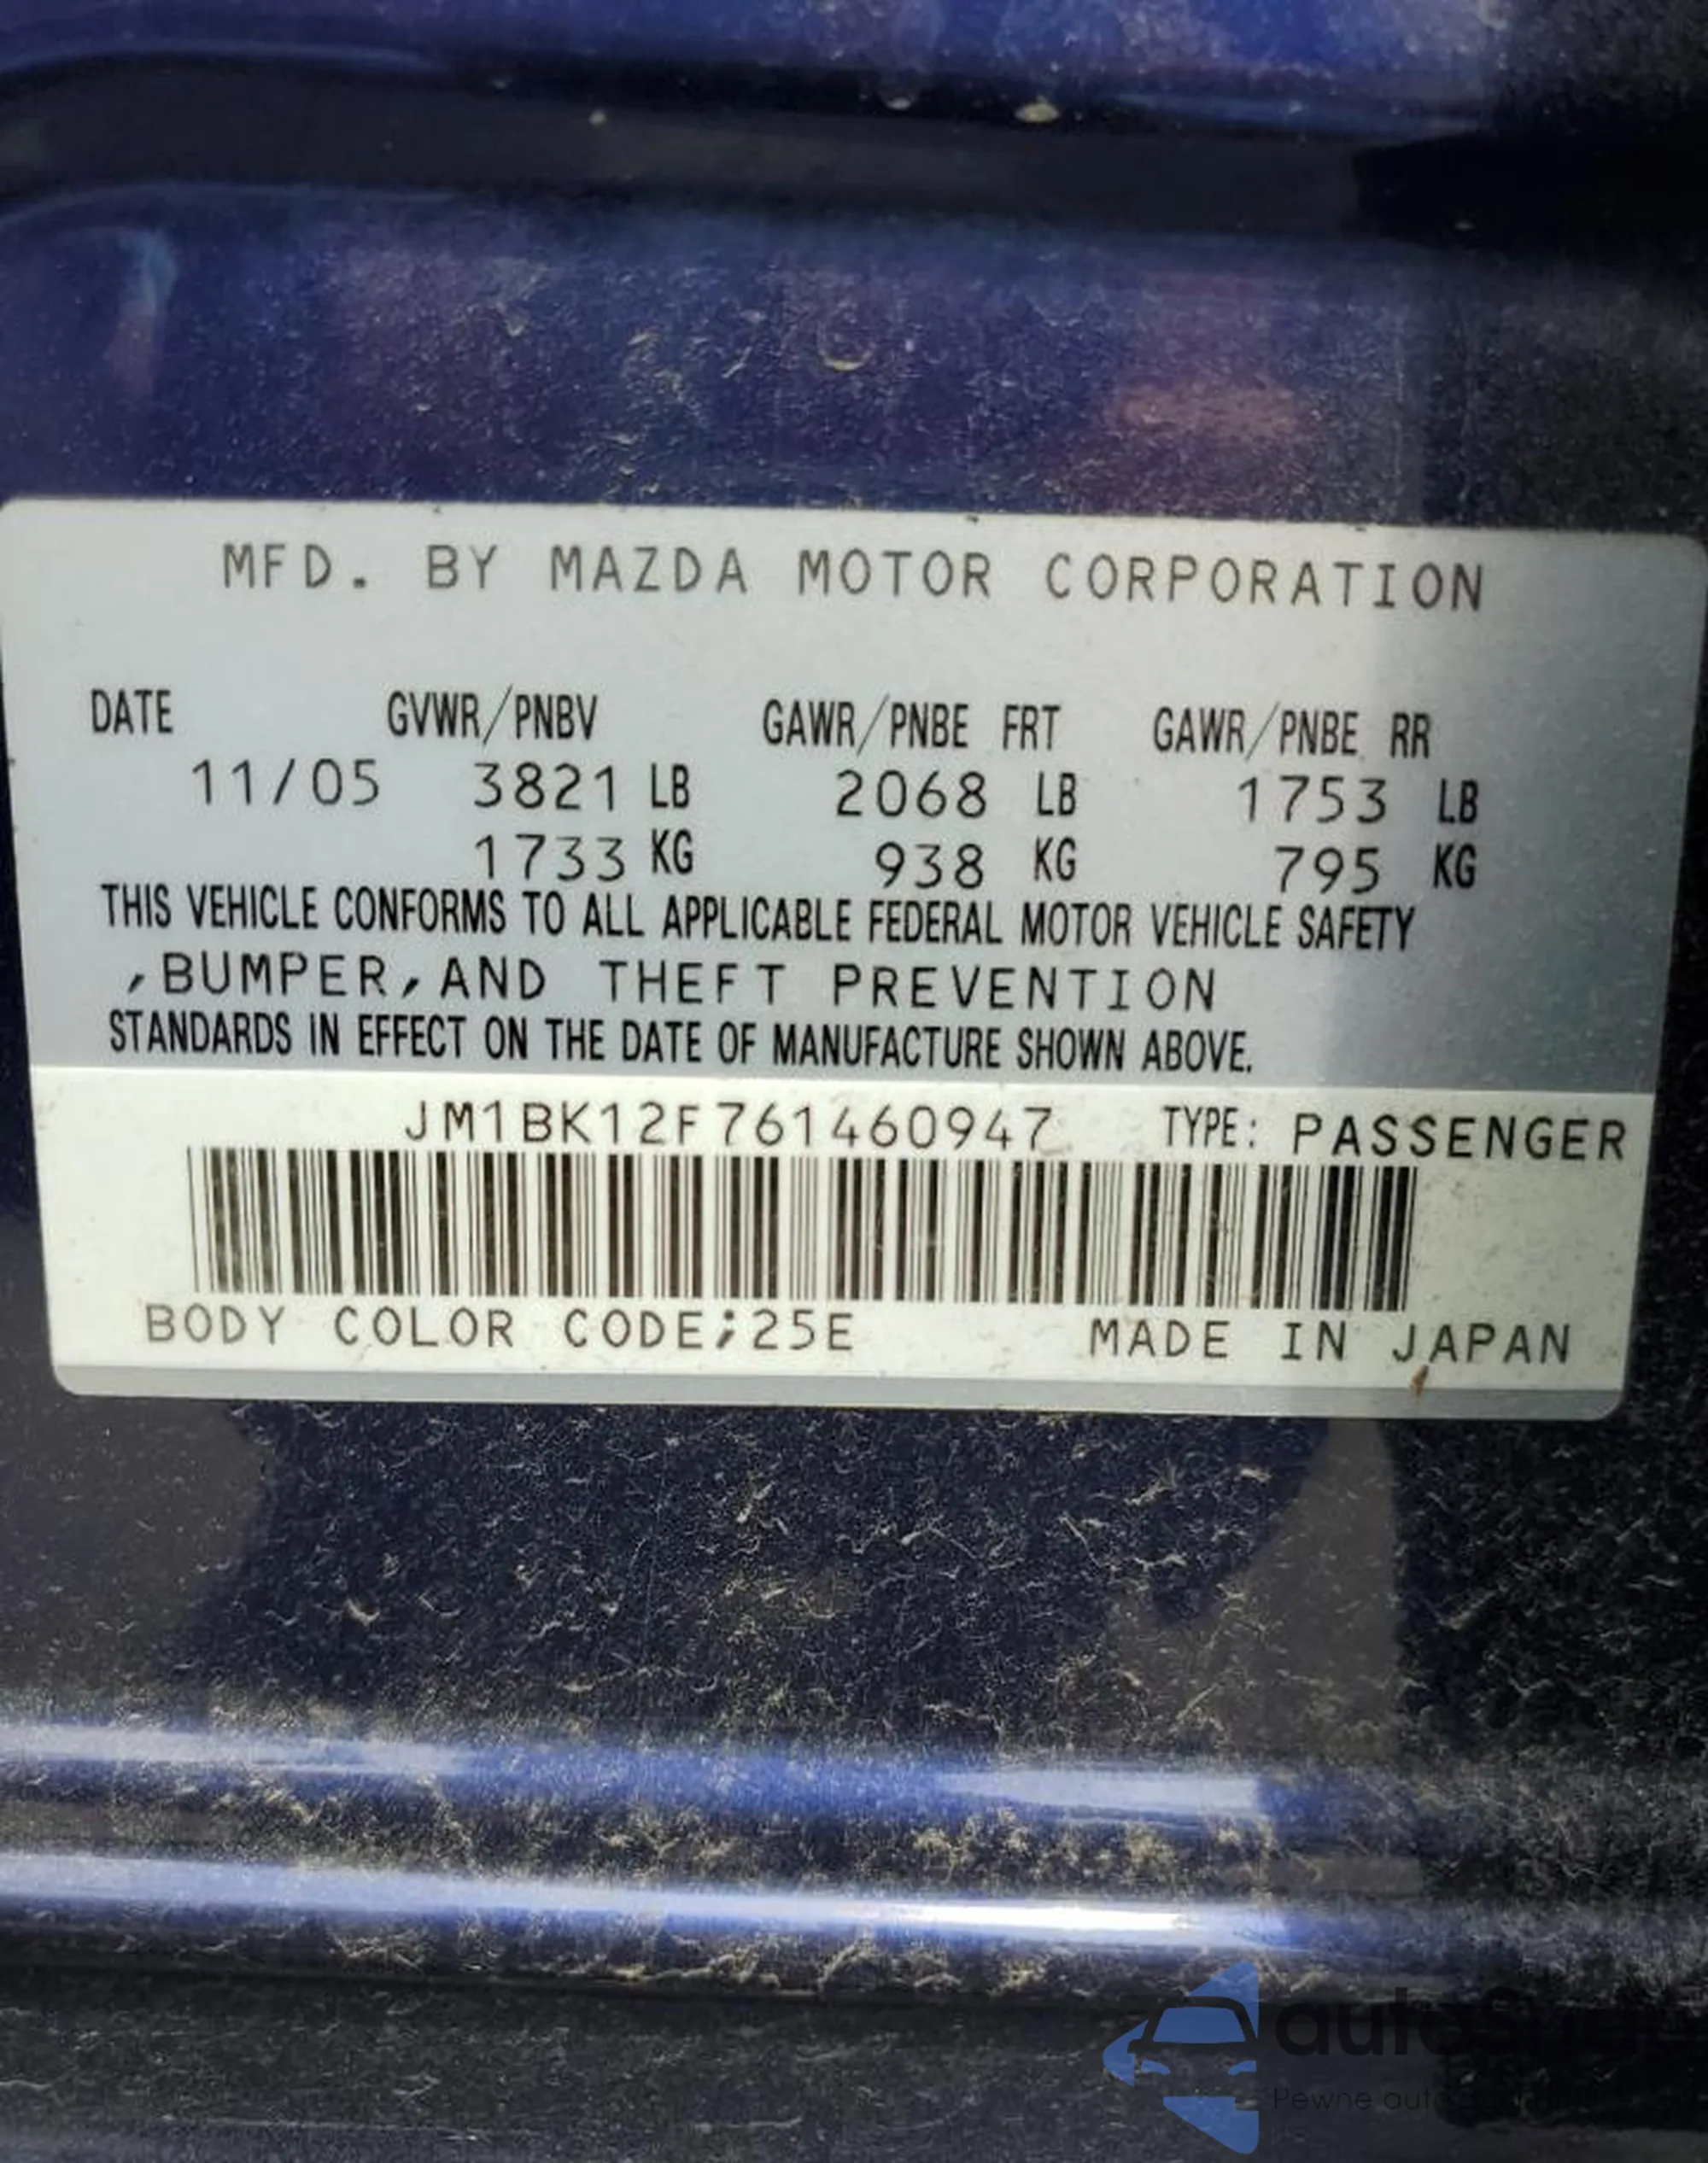 MFD. BY MAZDA MOTOR CORPORATION
DATE GVWR/PNBV GAWR/PNBE FRT GAWR/PNBE RR
11/05 3821 LB 2068 LB 1753 LB
1733 KG 938 KG 795 KG
THIS VEHICLE CONFORMS TO ALL APPLICABLE FEDERAL MOTOR VEHICLE SAFETY
,BUMPER,AND THEFT PREVENTION
STANDARDS IN EFFECT ON THE DATE OF MANUFACTURE SHOWN ABOVE.
JM1BK12F761460947 TYPE: PASSENGER
BODY COLOR CODE;25E MADE IN JAPAN
Pewne